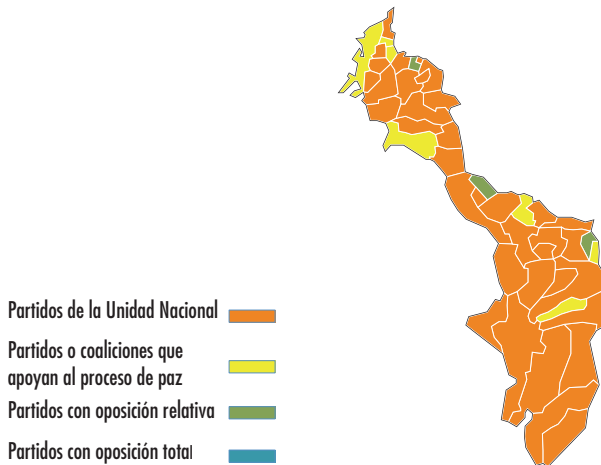 Partidos de la Unidad Nacional
Partidos o coaliciones que
apoyan al proceso de paz
Partidos con oposición relativa
Partidos con oposición total